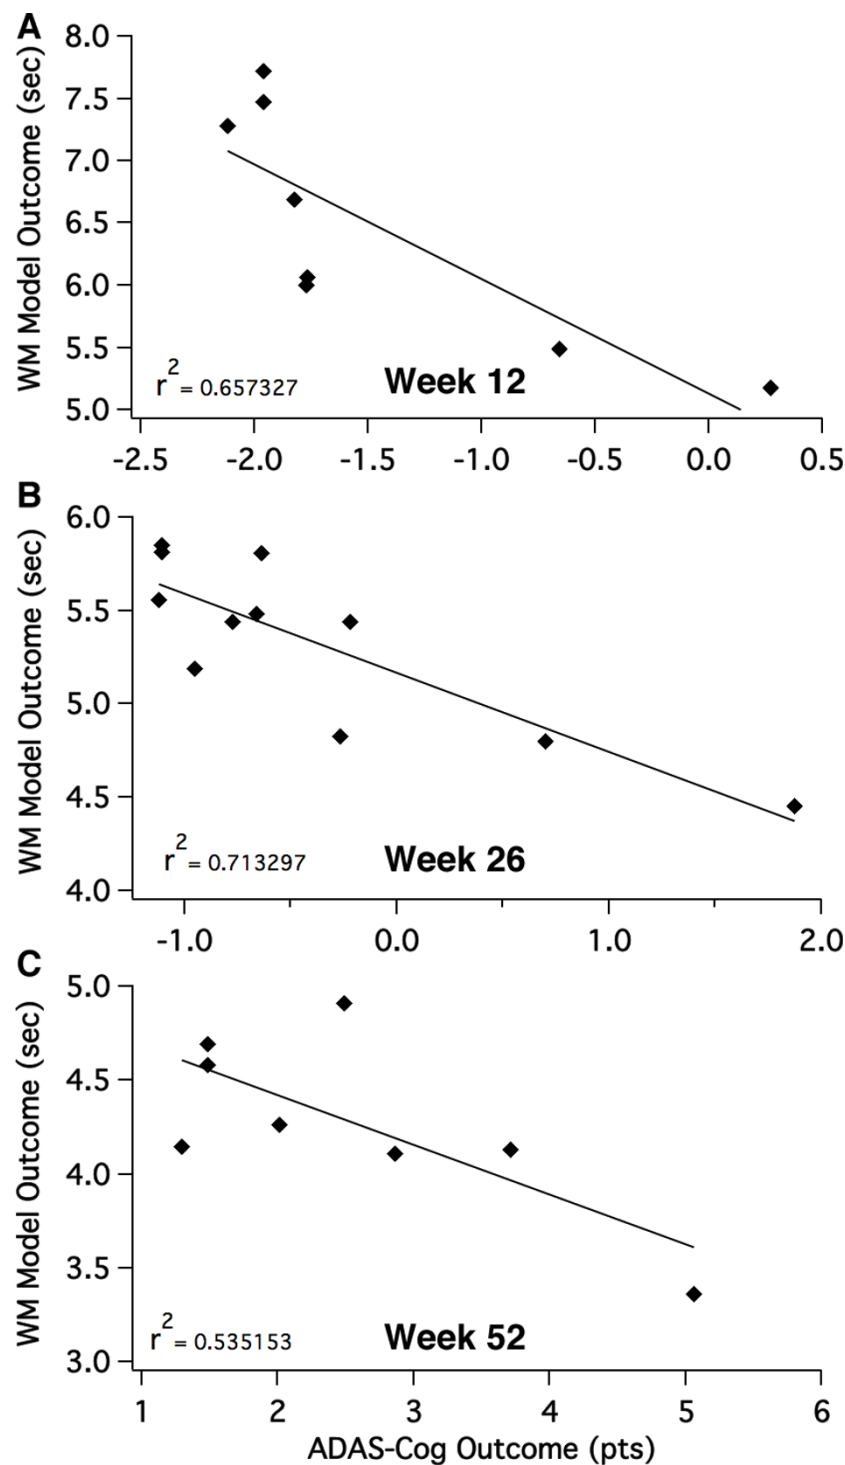 A
WM Model Outcome (sec)
8.0
7.5
7.0
6.5
6.0
5.5
5.0
r2 = 0.657327
Week 12
-2.5 -2.0 -1.5 -1.0 -0.5 0.0 0.5
B
WM Model Outcome (sec)
6.0
5.5
5.0
4.5
4.0
r2 = 0.713297
Week 26
-1.0 0.0 1.0 2.0
C
WM Model Outcome (sec)
5.0
4.5
4.0
3.5
3.0
r2 = 0.535153
Week 52
1 2 3 4 5 6
ADAS-Cog Outcome (pts)